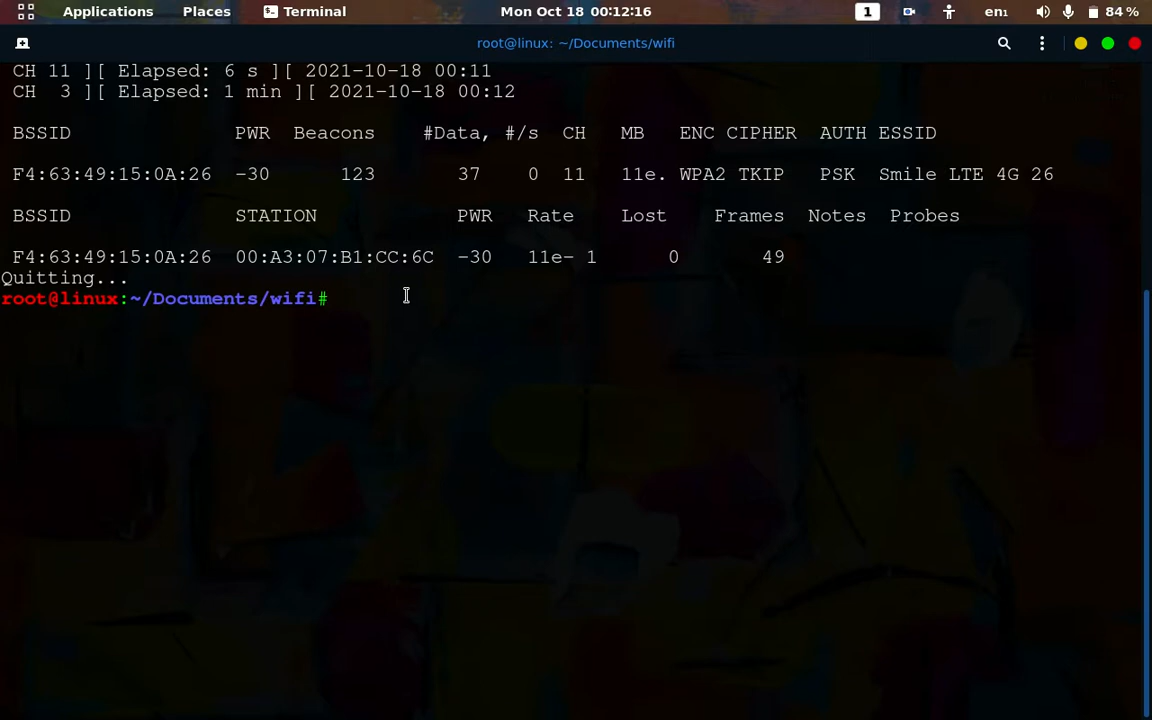 Applications Places Terminal Mon Oct 18 00:12:16 1 en₁ 84 %
root@linux: ~/Documents/wifi
CH 11 ][ Elapsed: 6 s ][ 2021-10-18 00:11
CH  3 ][ Elapsed: 1 min ][ 2021-10-18 00:12
BSSID PWR Beacons #Data, #/s CH MB ENC CIPHER AUTH ESSID
F4:63:49:15:0A:26 -30 123 37 0 11 11e. WPA2 TKIP PSK Smile LTE 4G 26
BSSID STATION PWR Rate Lost Frames Notes Probes
F4:63:49:15:0A:26 00:A3:07:B1:CC:6C -30 11e- 1 0 49
Quitting...
root@linux:~/Documents/wifi#